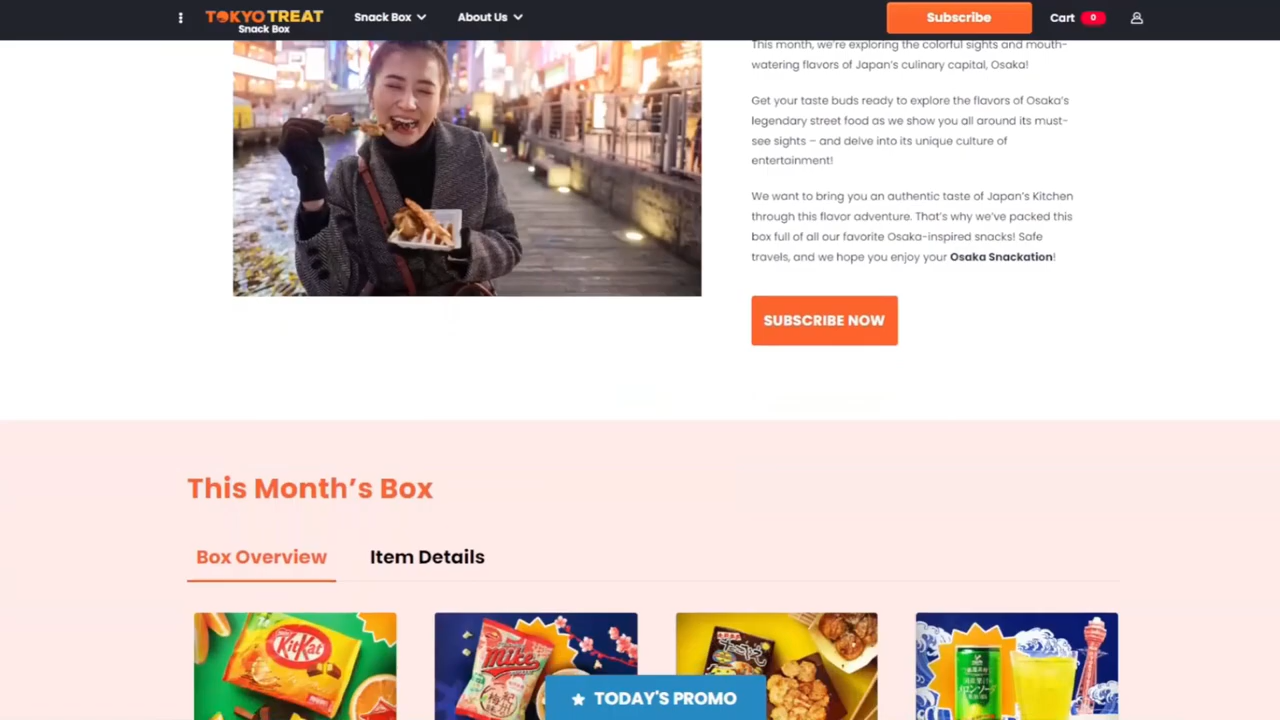 TOKYOTREAT
Snack Box
Snack Box
About Us
Subscribe
Cart 0
This month, we're exploring the colorful sights and mouth-
watering flavors of Japan's culinary capital, Osaka!
Get your taste buds ready to explore the flavors of Osaka's
legendary street food as we show you all around its must-
see sights – and delve into its unique culture of
entertainment!
We want to bring you an authentic taste of Japan's Kitchen
through this flavor adventure. That's why we've packed this
box full of all our favorite Osaka-inspired snacks! Safe
travels, and we hope you enjoy your Osaka Snackation!
SUBSCRIBE NOW
This Month's Box
Box Overview
Item Details
KitKat
Mike
TODAY'S PROMO